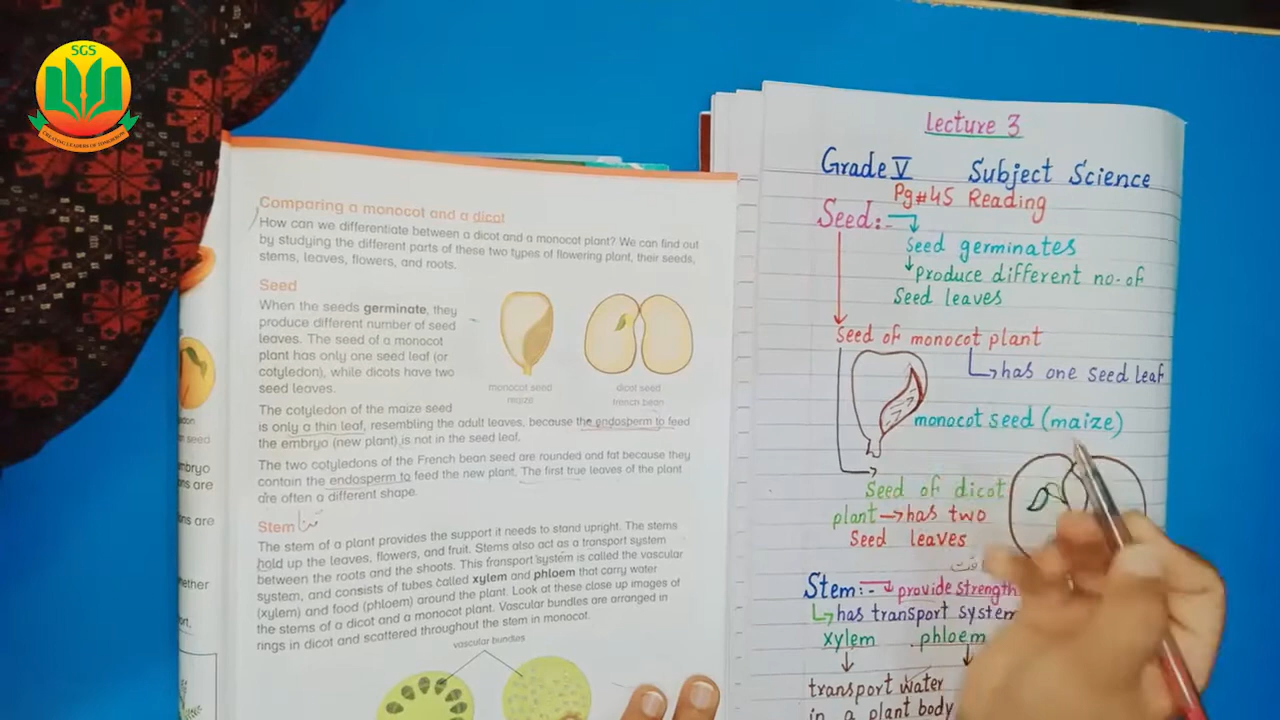 SGS
CREATING LEADERS OF TOMORROW
Comparing a monocot and a dicot
How can we differentiate between a dicot and a monocot plant? We can find out
by studying the different parts of these two types of flowering plant, their seeds,
stems, leaves, flowers, and roots.
Seed
When the seeds germinate, they
produce different number of seed
leaves. The seed of a monocot
plant has only one seed leaf (or
cotyledon), while dicots have two
seed leaves.
monocot seed
maize
dicot seed
french bean
The cotyledon of the maize seed
is only a thin leaf, resembling the adult leaves, because the endosperm to feed
the embryo (new plant) is not in the seed leaf.
The two cotyledons of the French bean seed are rounded and fat because they
contain the endosperm to feed the new plant. The first true leaves of the plant
are often a different shape.
Stem تنا
The stem of a plant provides the support it needs to stand upright. The stems
hold up the leaves, flowers, and fruit. Stems also act as a transport system
between the roots and the shoots. This transport system is called the vascular
system, and consists of tubes called xylem and phloem that carry water
(xylem) and food (phloem) around the plant. Look at these close up images of
the stems of a dicot and a monocot plant. Vascular bundles are arranged in
rings in dicot and scattered throughout the stem in monocot.
vascular bundles
seed
ons are
Lecture 3
Grade V Subject Science
Pg#45 Reading
Seed:-
Seed germinates
produce different no. of
Seed leaves
Seed of monocot plant
has one seed leaf
monocot seed (maize)
Seed of dicot
plant → has two
Seed leaves
Stem:- provide strength
has transport system
xylem phloem
transport water
in a plant body